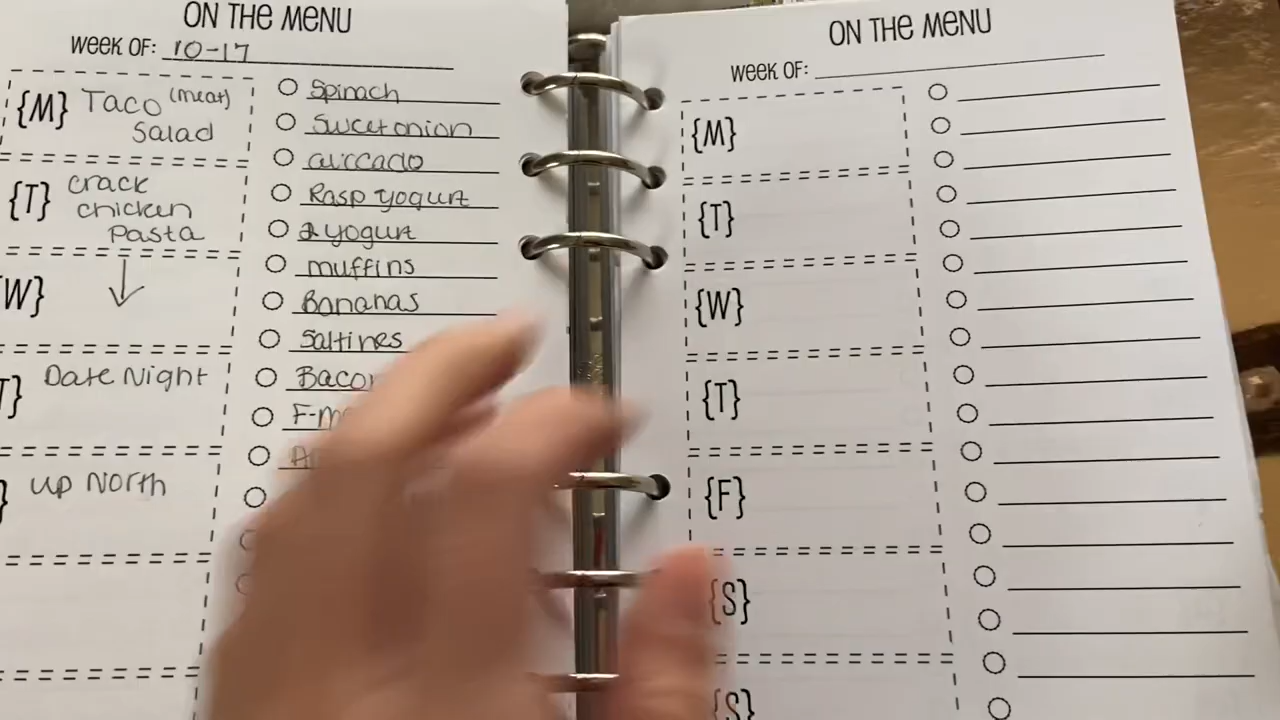 ON THE MENU
WEEK OF: 10-17
{M} Taco (meat)
Salad
{T} crack
chicken
Pasta
{W}
T} Date Night
} up North
Spinach
Sweet onion
avccado
Rasp yogurt
yogurt
muffins
Bananas
Saltines
ON THE MENU
WEEK OF:
{M}
{T}
{W}
{T}
{F}
{S}
{S}